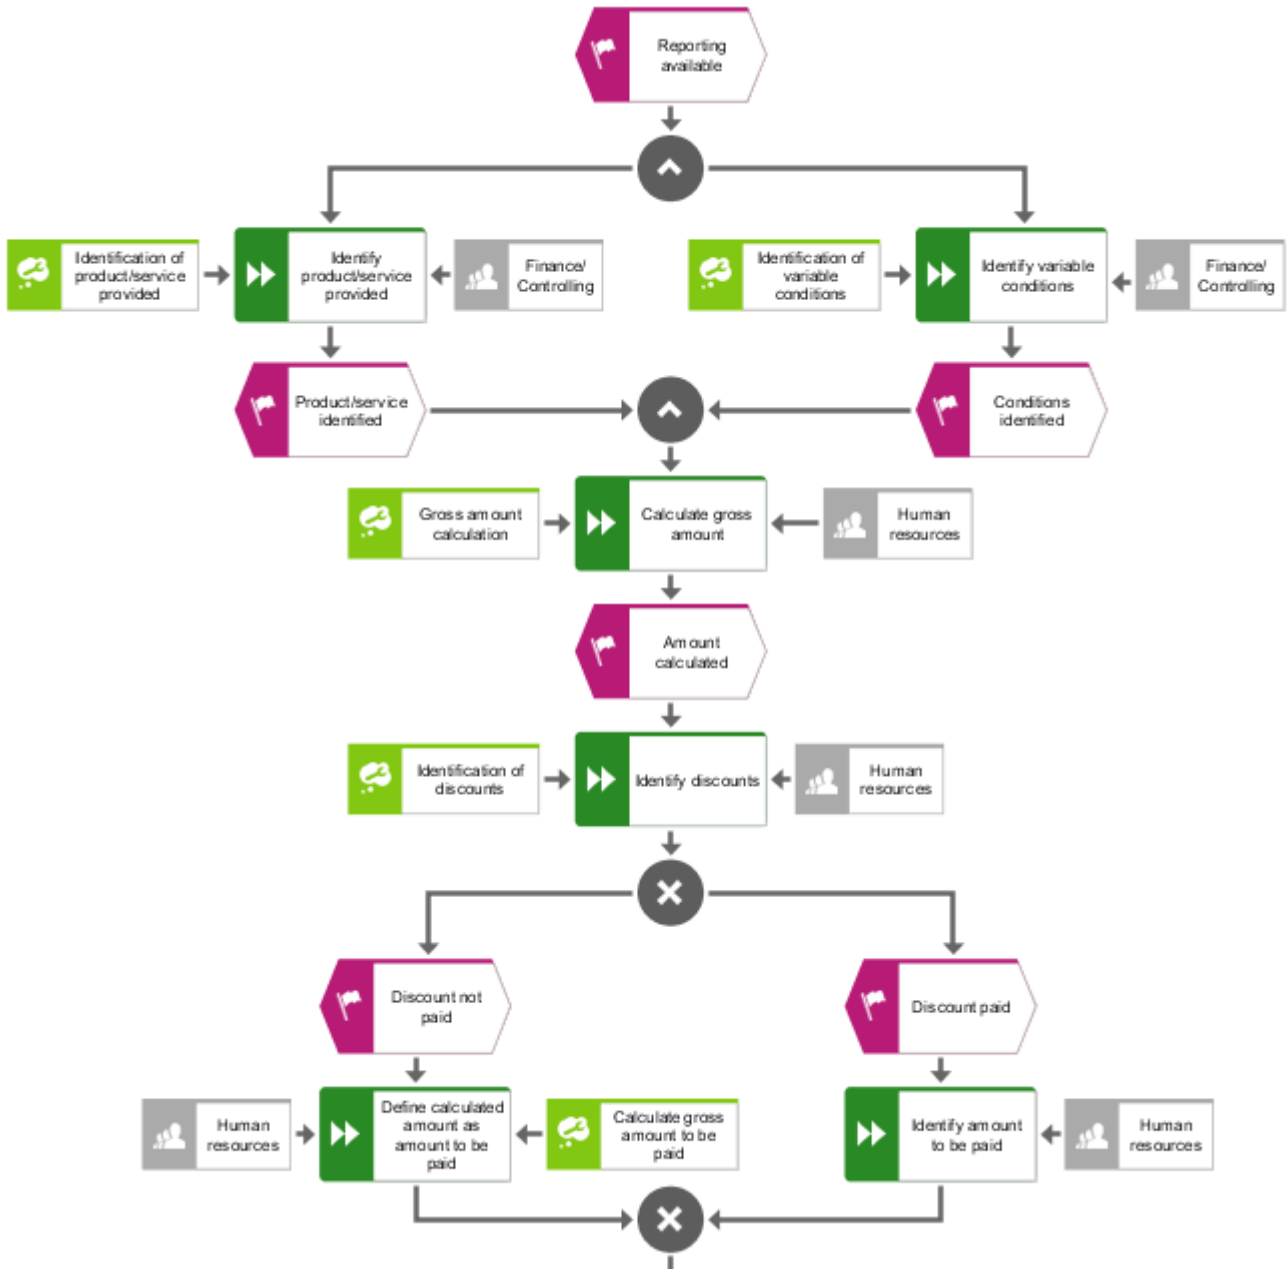 Reporting
available
Identification of
product/service
provided
Identify
product/service
provided
Finance/
Controlling
Identification of
variable
conditions
Identify variable
conditions
Finance/
Controlling
Product/service
identified
Conditions
identified
Gross amount
calculation
Calculate gross
amount
Human
resources
Amount
calculated
Identification of
discounts
Identify discounts
Human
resources
Discount not
paid
Discount paid
Human
resources
Define calculated
amount as
amount to be
paid
Calculate gross
amount to be
paid
Identify amount
to be paid
Human
resources